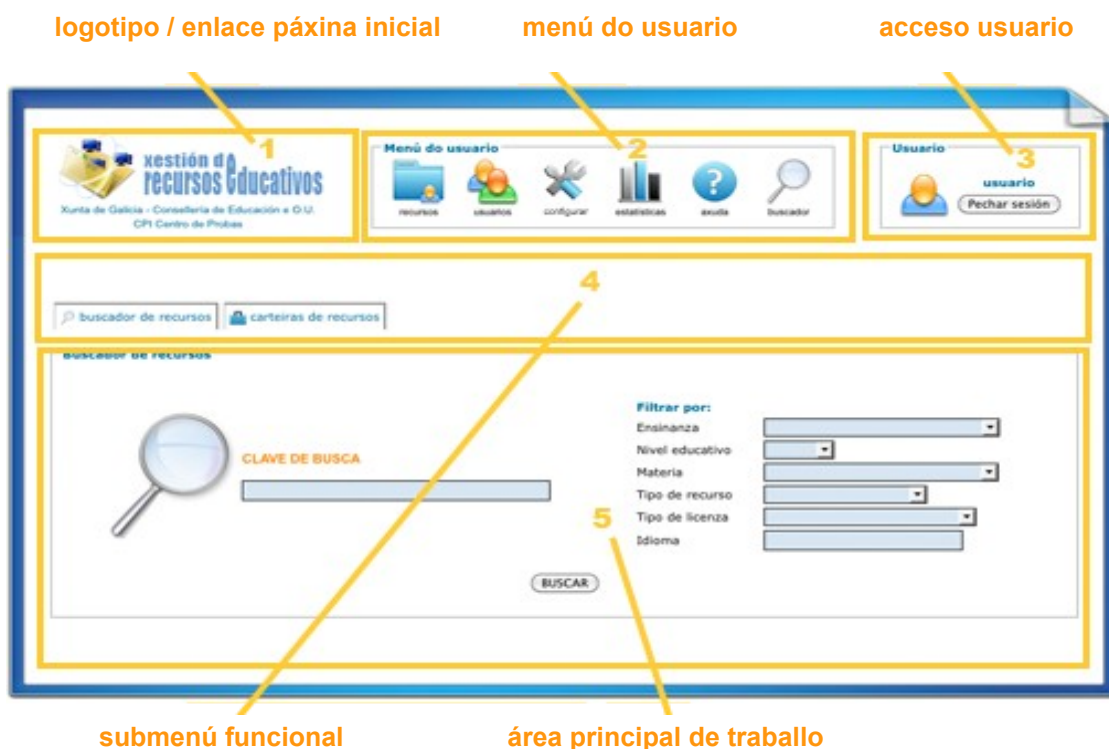 logotipo / enlace páxina inicial
menú do usuario
acceso usuario
1
xestión de
recursos educativos
Xunta de Galicia - Consellería de Educación e O.U.
CPI Centro de Probas
Menú do usuario
2
recursos
usuarios
configurar
estatísticas
axuda
buscador
Usuario
3
usuario
Pechar sesión
4
buscador de recursos
carteiras de recursos
Buscador de recursos
CLAVE DE BUSCA
Filtrar por:
Ensinanza
Nivel educativo
Materia
Tipo de recurso
Tipo de licenza
Idioma
5
BUSCAR
submenú funcional
área principal de traballo